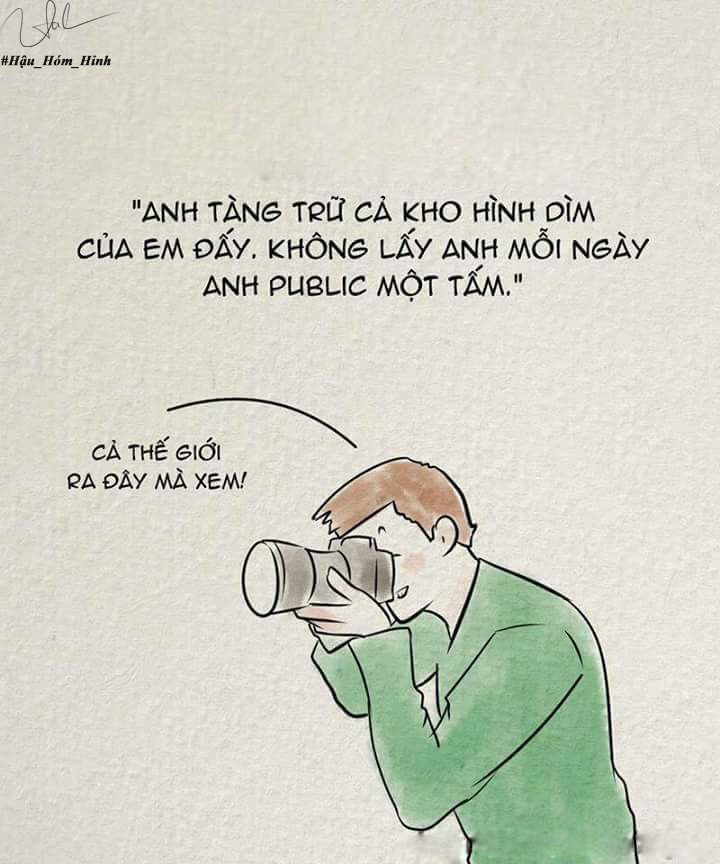 #Hậu_Hóm_Hỉnh
"ANH TÀNG TRỮ CẢ KHO HÌNH DÌM
CỦA EM ĐẤY. KHÔNG LẤY ANH MỖI NGÀY
ANH PUBLIC MỘT TẤM."
CẢ THẾ GIỚI
RA ĐÂY MÀ XEM!